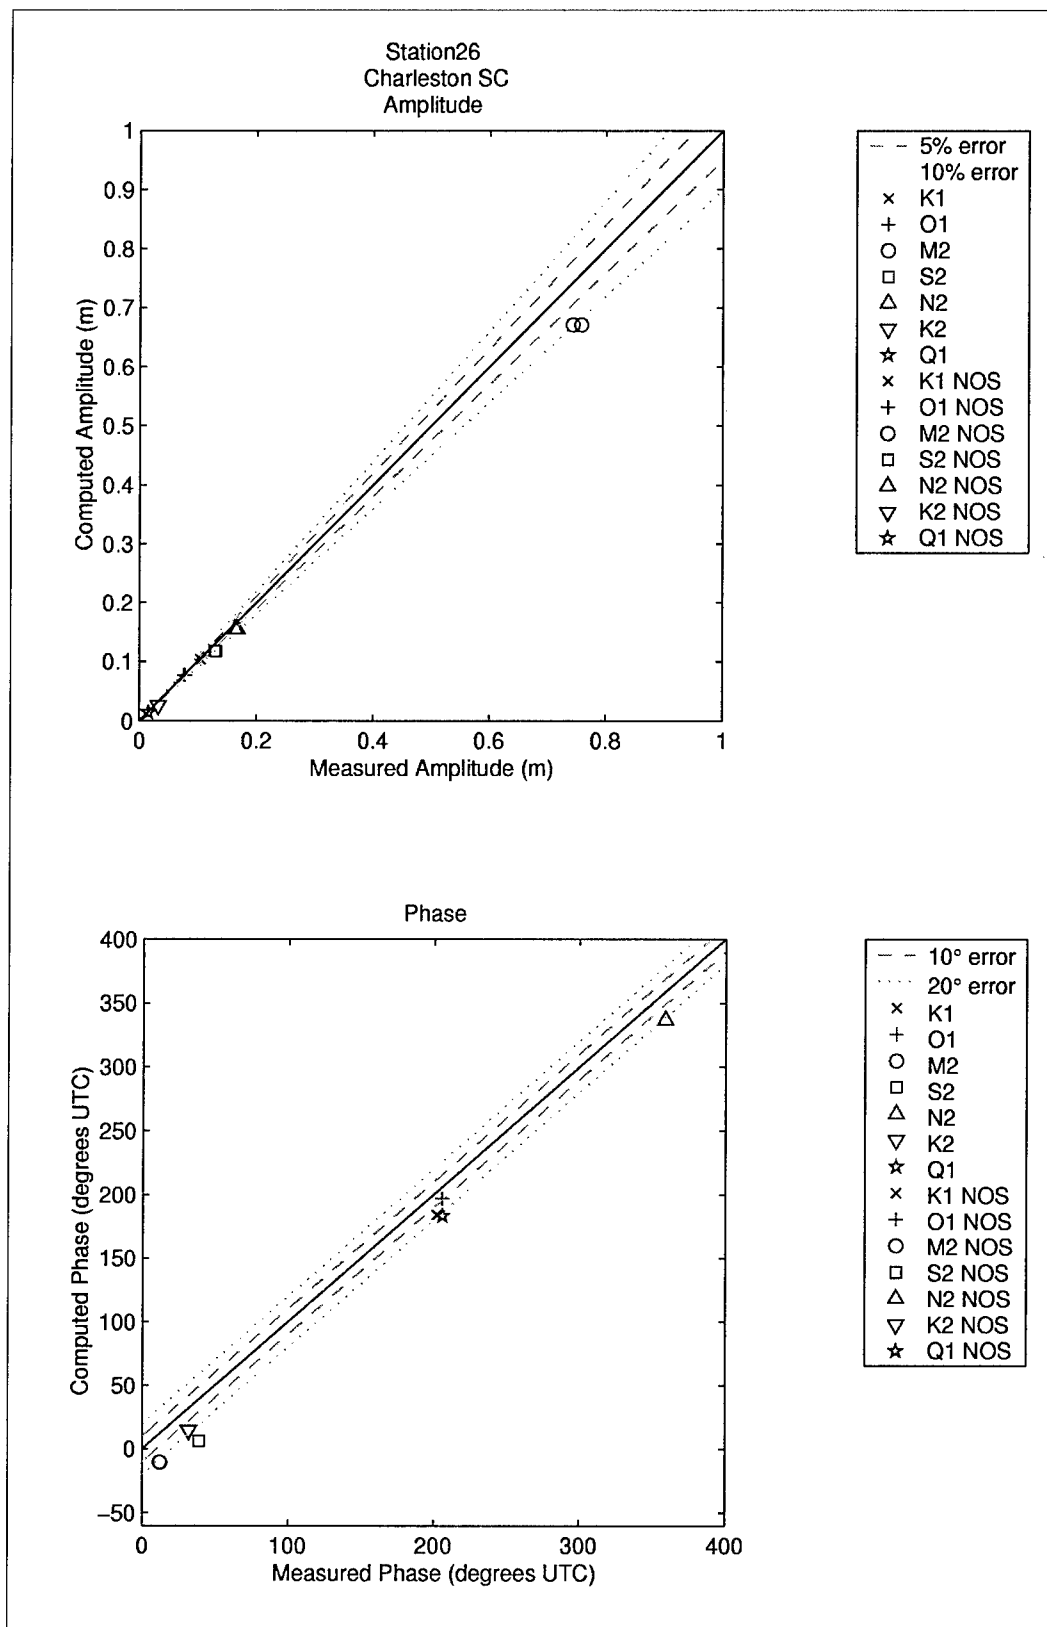 Station26
Charleston SC
Amplitude
1
0.9
0.8
0.7
0.6
0.5
0.4
0.3
0.2
0.1
0
Computed Amplitude (m)
0 0.2 0.4 0.6 0.8 1
Measured Amplitude (m)
5% error
10% error
K1
O1
M2
S2
N2
K2
Q1
K1 NOS
O1 NOS
M2 NOS
S2 NOS
N2 NOS
K2 NOS
Q1 NOS
Phase
400
350
300
250
200
150
100
50
0
−50
Computed Phase (degrees UTC)
0 100 200 300 400
Measured Phase (degrees UTC)
10° error
20° error
K1
O1
M2
S2
N2
K2
Q1
K1 NOS
O1 NOS
M2 NOS
S2 NOS
N2 NOS
K2 NOS
Q1 NOS